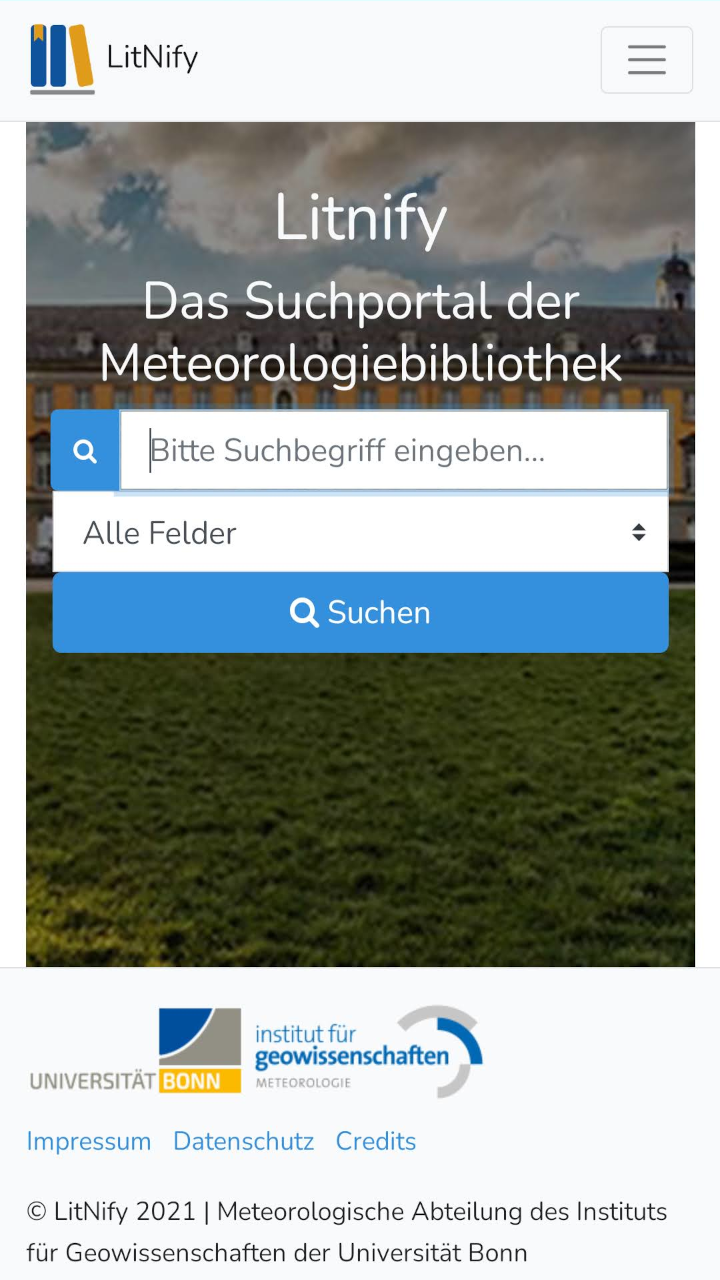 LitNify
Litnify
Das Suchportal der
Meteorologiebibliothek
Bitte Suchbegriff eingeben...
Alle Felder
Suchen
UNIVERSITÄT BONN
institut für
geowissenschaften
METEOROLOGIE
Impressum Datenschutz Credits
© LitNify 2021 | Meteorologische Abteilung des Instituts
für Geowissenschaften der Universität Bonn